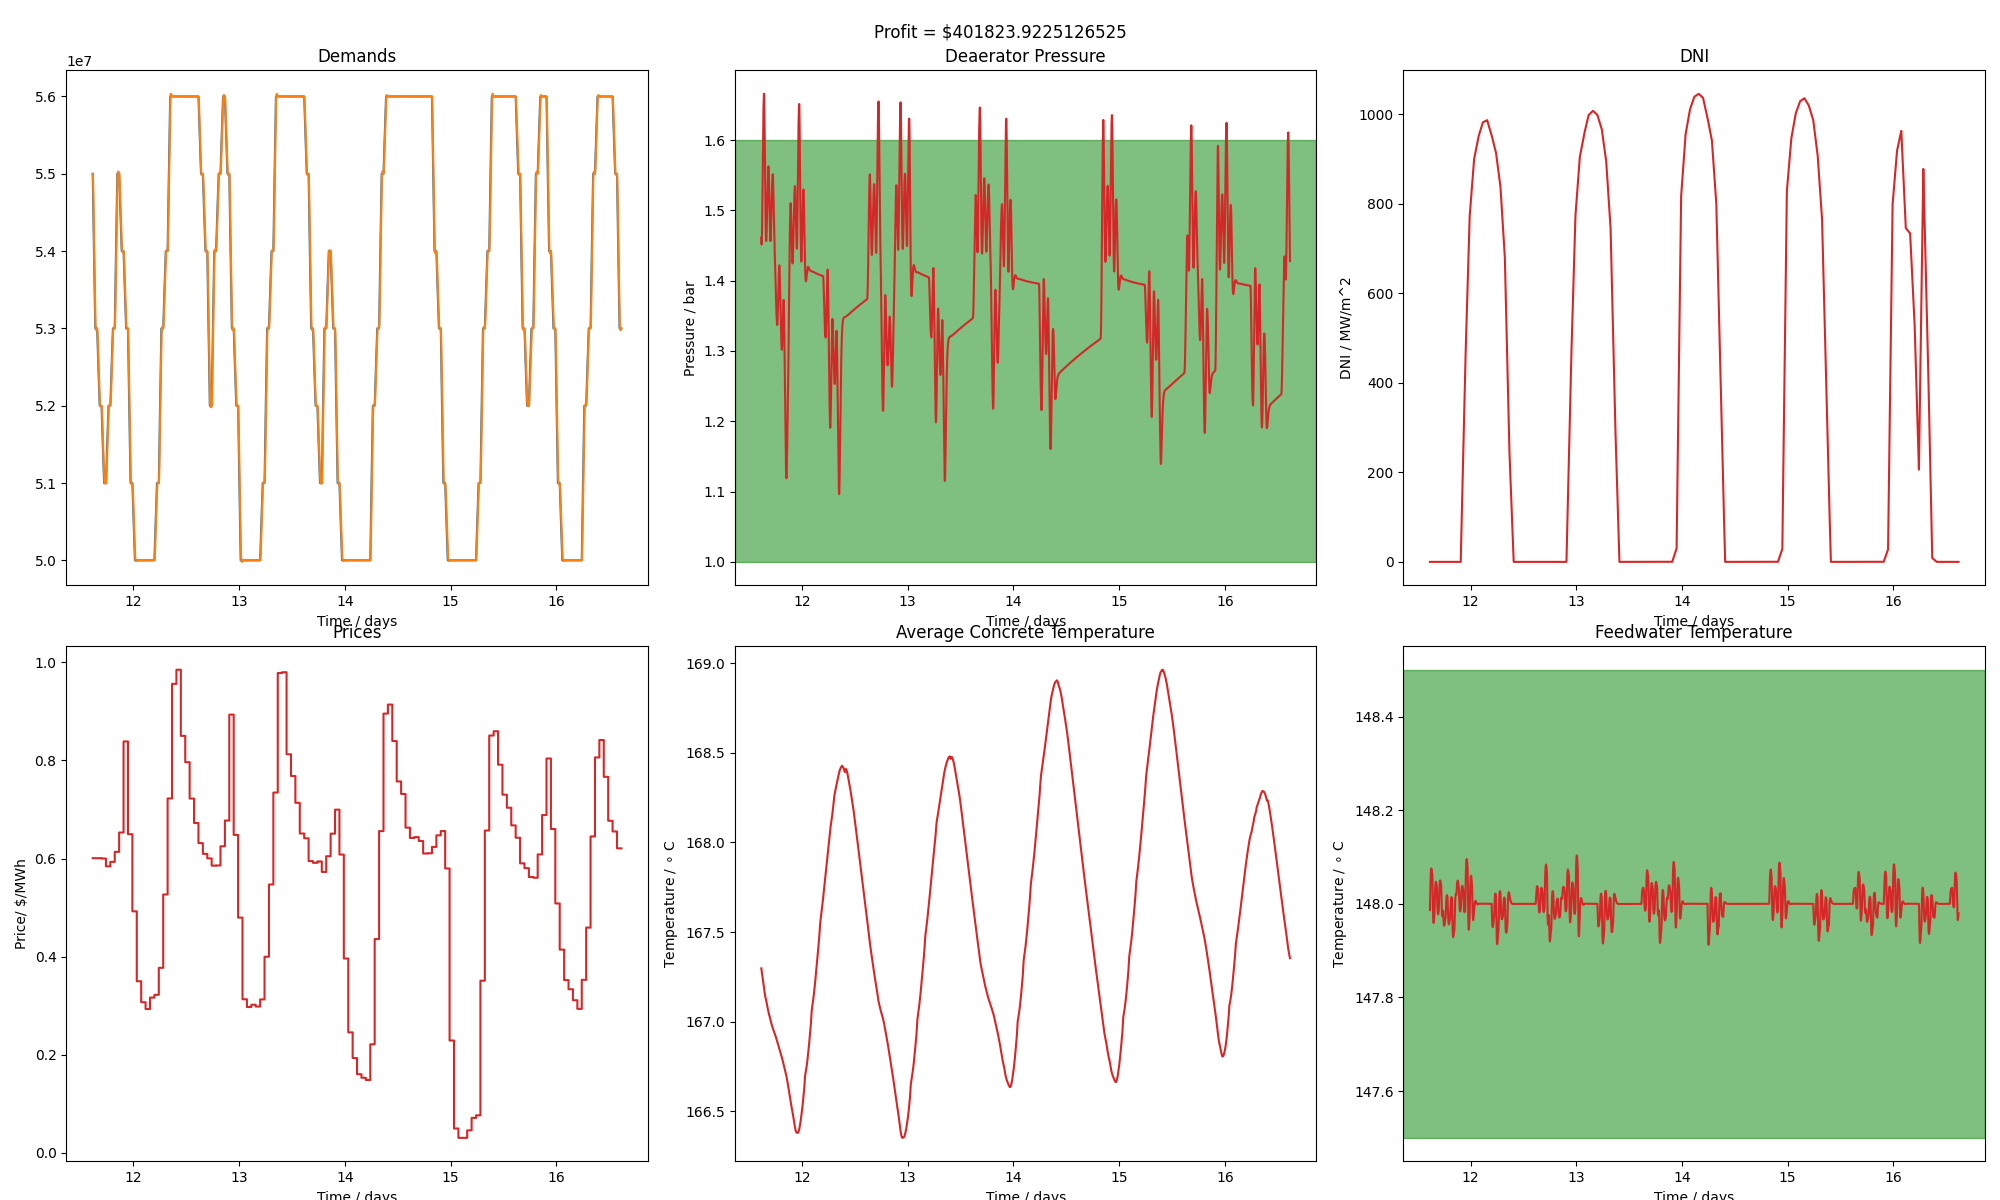 Profit = $401823.9225126525
Demands
1e7
5.6
5.5
5.4
5.3
5.2
5.1
5.0
12 13 14 15 16
Time / days
Deaerator Pressure
Pressure / bar
1.6
1.5
1.4
1.3
1.2
1.1
1.0
12 13 14 15 16
Time / days
DNI
DNI / MW/m^2
1000
800
600
400
200
0
12 13 14 15 16
Time / days
Prices
Price/ $/MWh
1.0
0.8
0.6
0.4
0.2
0.0
12 13 14 15 16
Time / days
Average Concrete Temperature
Temperature / ∘ C
169.0
168.5
168.0
167.5
167.0
166.5
12 13 14 15 16
Time / days
Feedwater Temperature
Temperature / ∘ C
148.4
148.2
148.0
147.8
147.6
12 13 14 15 16
Time / days